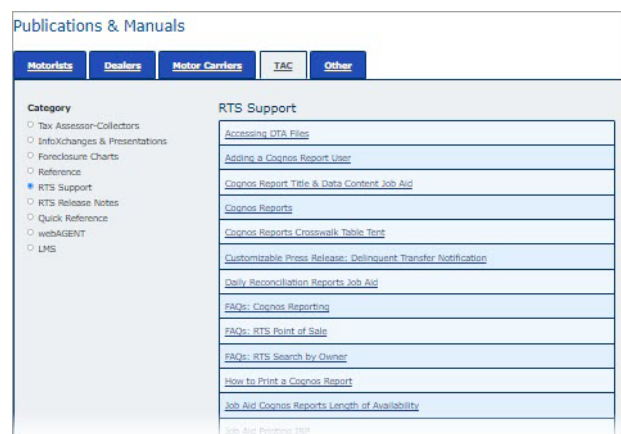 Publications & Manuals
Motorists
Dealers
Motor Carriers
TAC
Other
Category
Tax Assessor-Collectors
InfoXchanges & Presentations
Foreclosure Charts
Reference
RTS Support
RTS Release Notes
Quick Reference
webAGENT
LMS
RTS Support
Accessing DTA Files
Adding a Cognos Report User
Cognos Report Title & Data Content Job Aid
Cognos Reports
Cognos Reports Crosswalk Table Tent
Customizable Press Release: Delinquent Transfer Notification
Daily Reconciliation Reports Job Aid
FAQs: Cognos Reporting
FAQs: RTS Point of Sale
FAQs: RTS Search by Owner
How to Print a Cognos Report
Job Aid Cognos Reports Length of Availability
Job Aid Printing